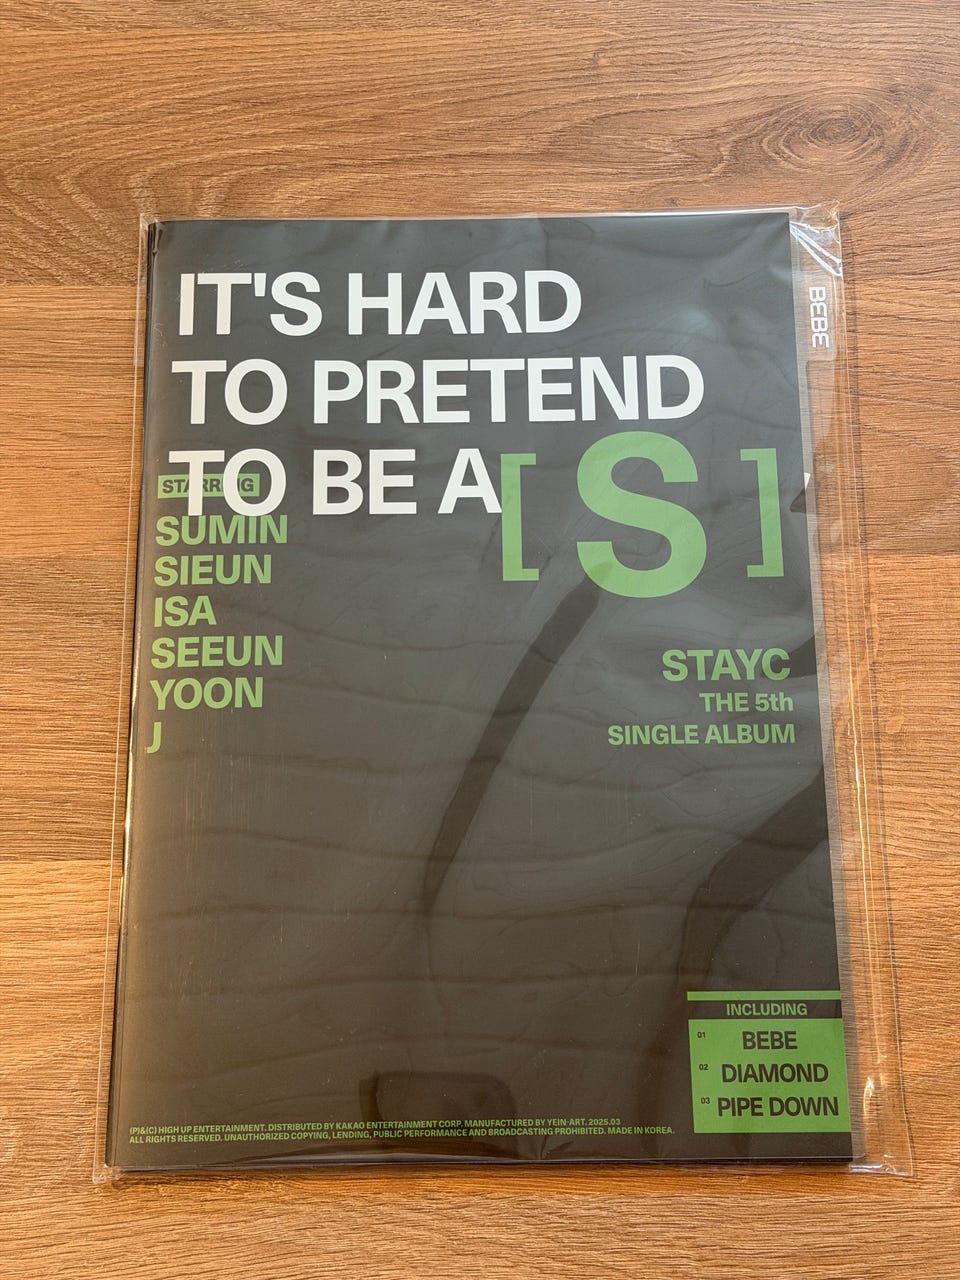 IT'S HARD
TO PRETEND
TO BE A [S]
BEBE
STARRING
SUMIN
SIEUN
ISA
SEEUN
YOON
J
STAYC
THE 5th
SINGLE ALBUM
INCLUDING
01 BEBE
02 DIAMOND
03 PIPE DOWN
(P)&(C) HIGH UP ENTERTAINMENT. DISTRIBUTED BY KAKAO ENTERTAINMENT CORP. MANUFACTURED BY YEIN-ART. 2025.03
ALL RIGHTS RESERVED. UNAUTHORIZED COPYING, LENDING, PUBLIC PERFORMANCE AND BROADCASTING PROHIBITED. MADE IN KOREA.